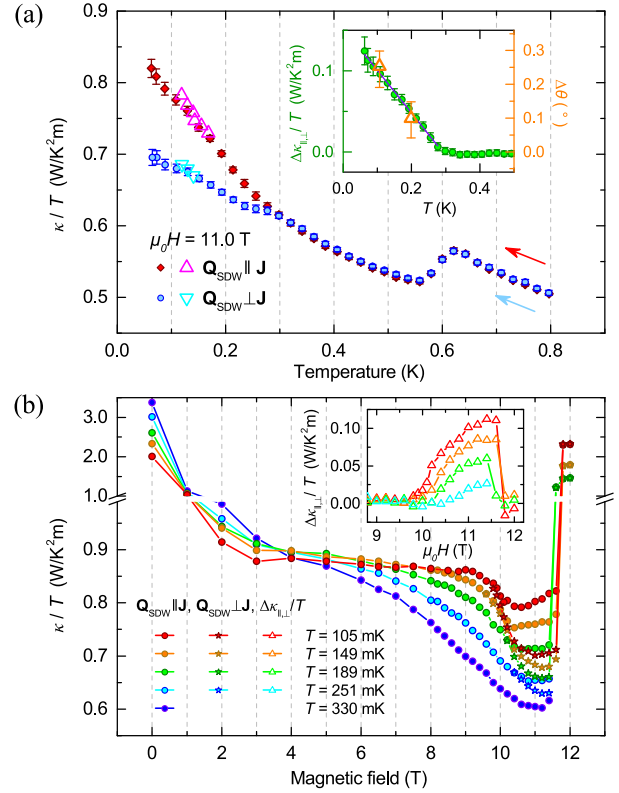 (a)
0.9
0.8
0.7
0.6
0.5
κ / T (W/K²m)
0.0 0.1 0.2 0.3 0.4 0.5 0.6 0.7 0.8 0.9
Temperature (K)
μ₀H = 11.0 T
Q_SDW ∥ J
Q_SDW ⊥ J
0.1
0.0
Δκ∥,⊥/ T (W/K²m)
0.0 0.2 0.4
T (K)
0.3
0.2
0.1
0.0
∇θ (°)
(b)
3.0
2.0
1.0
0.9
0.8
0.7
0.6
κ / T (W/K²m)
0 2 4 6 8 10 12 14
Magnetic field (T)
0.10
0.05
0.00
Δκ∥,⊥/ T (W/K²m)
9 10 11 12
μ₀H (T)
Q_SDW∥J, Q_SDW⊥J, Δκ∥,⊥/T
T = 105 mK
T = 149 mK
T = 189 mK
T = 251 mK
T = 330 mK